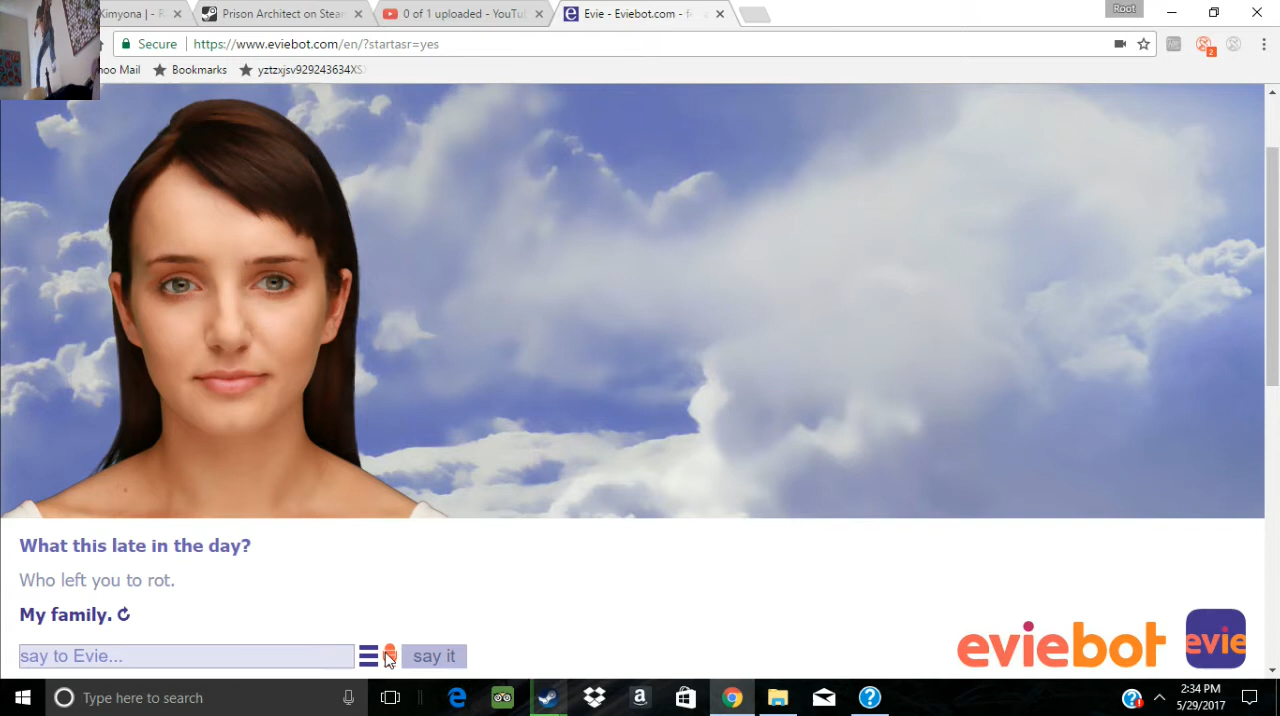 Kimyona | - R
Prison Architect on Stean
0 of 1 uploaded - YouTu
Evie - Eviebot.com - f
Root
Secure
https://www.eviebot.com/en/?startasr=yes
2
hoo Mail
Bookmarks
yztzxjsv929243634XS
What this late in the day?
Who left you to rot.
My family.
say to Evie...
say it
eviebot
evie
Type here to search
2:34 PM
5/29/2017